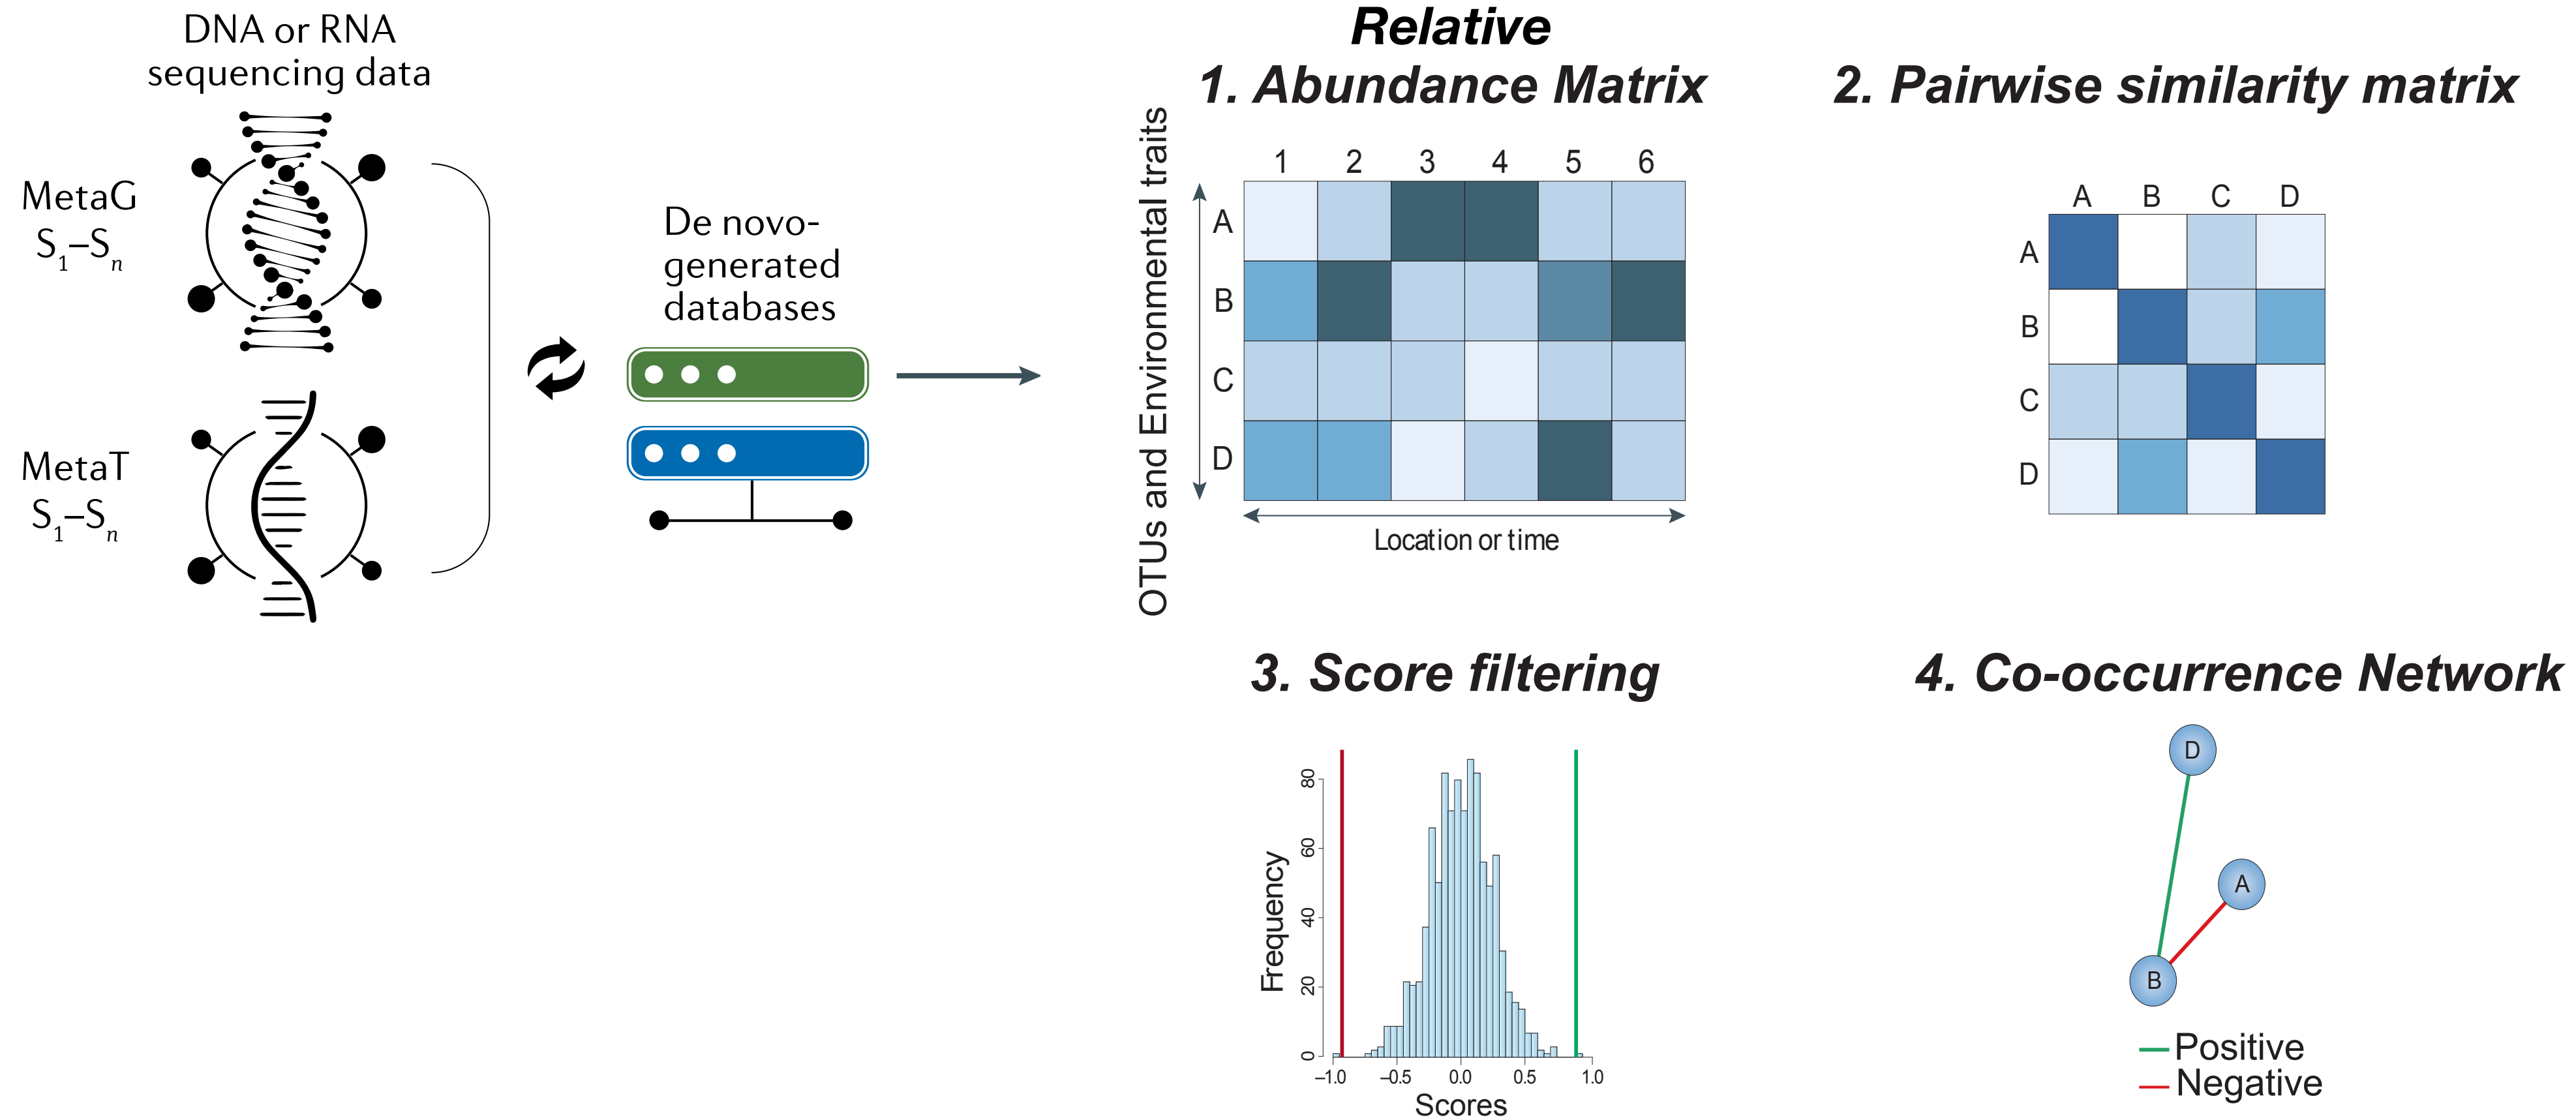 DNA or RNA
sequencing data
MetaG
S1–Sn
MetaT
S1–Sn
De novo-
generated
databases
Relative
1. Abundance Matrix
OTUs and Environmental traits
1 2 3 4 5 6
A
B
C
D
Location or time
2. Pairwise similarity matrix
A B C D
A
B
C
D
3. Score filtering
Frequency
80
60
40
20
0
–1.0 –0.5 0.0 0.5 1.0
Scores
4. Co-occurrence Network
D
A
B
Positive
Negative